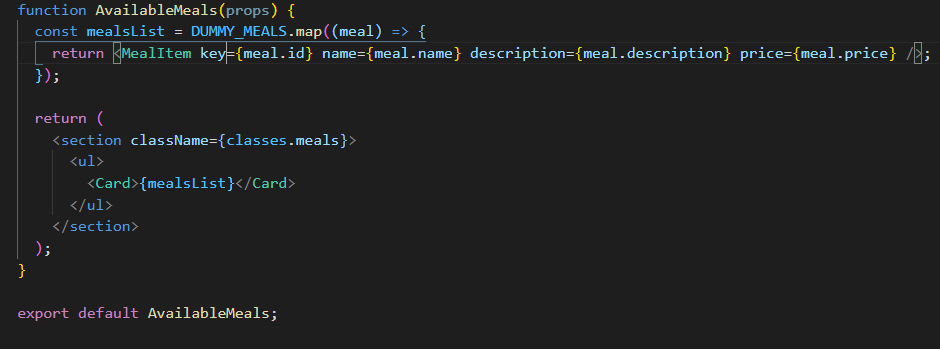 function AvailableMeals(props) {
const mealsList = DUMMY_MEALS.map((meal) => {
return <MealItem key={meal.id} name={meal.name} description={meal.description} price={meal.price} />;
});
return (
<section className={classes.meals}>
<ul>
<Card>{mealsList}</Card>
</ul>
</section>
);
}
export default AvailableMeals;